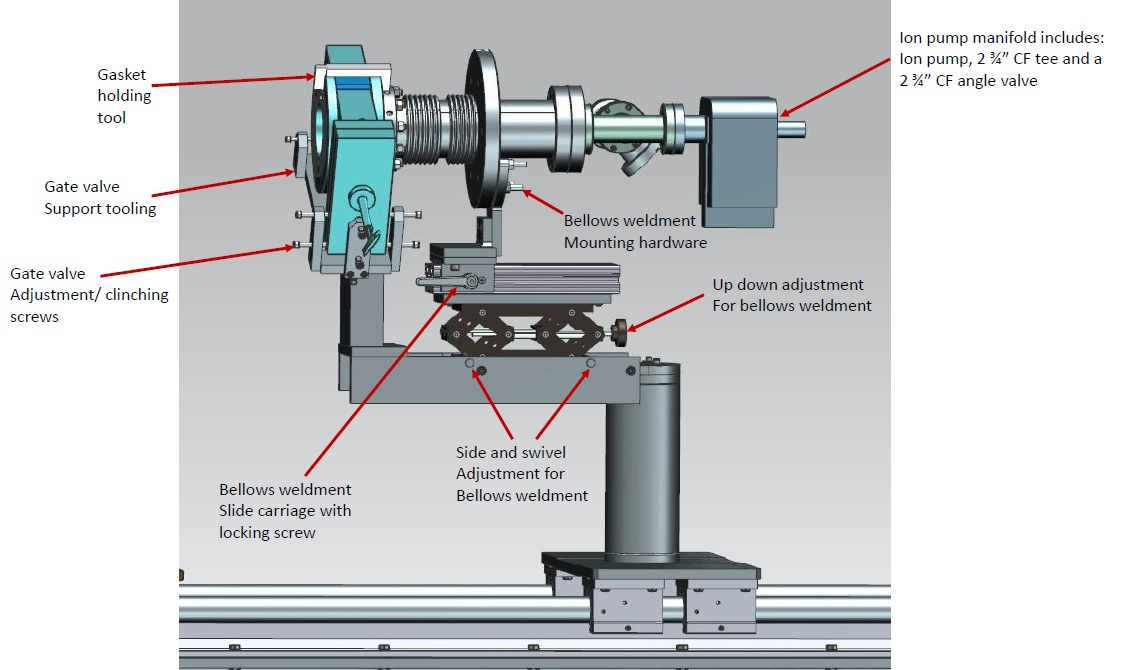 Ion pump manifold includes:
Ion pump, 2 ¾” CF tee and a
2 ¾” CF angle valve
Gasket
holding
tool
Gate valve
Support tooling
Bellows weldment
Mounting hardware
Gate valve
Adjustment/ clinching
screws
Up down adjustment
For bellows weldment
Side and swivel
Adjustment for
Bellows weldment
Bellows weldment
Slide carriage with
locking screw